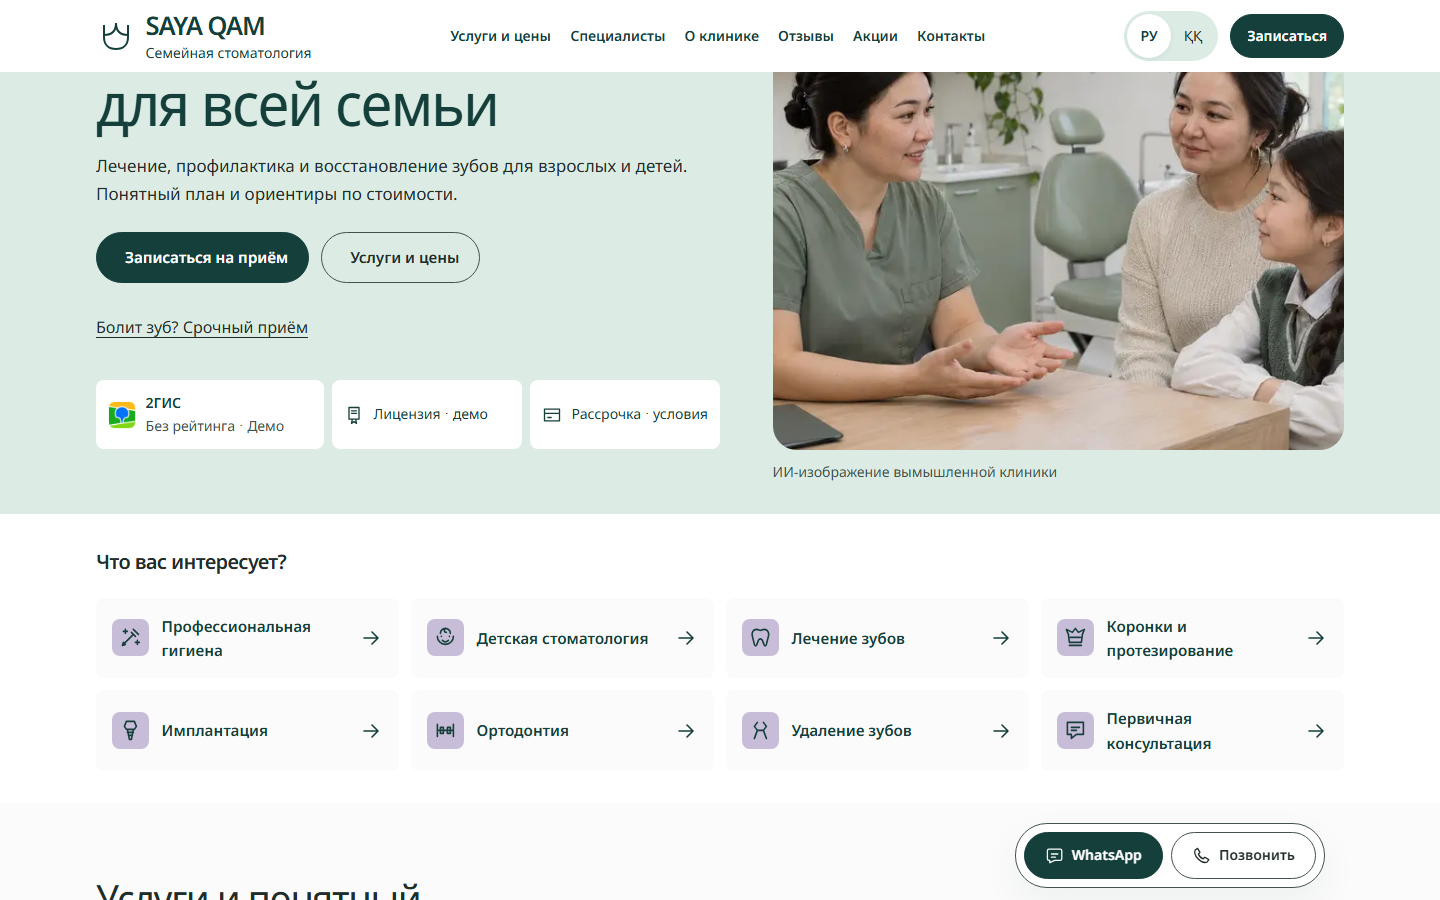 SAYA QAM
Семейная стоматология
Услуги и цены
Специалисты
О клинике
Отзывы
Акции
Контакты
РУ
ҚҚ
Записаться
для всей семьи
Лечение, профилактика и восстановление зубов для взрослых и детей.
Понятный план и ориентиры по стоимости.
Записаться на приём
Услуги и цены
Болит зуб? Срочный приём
2ГИС
Без рейтинга · Демо
Лицензия · демо
Рассрочка · условия
ИИ-изображение вымышленной клиники
Что вас интересует?
Профессиональная
гигиена
Детская стоматология
Лечение зубов
Коронки и
протезирование
Имплантация
Ортодонтия
Удаление зубов
Первичная
консультация
WhatsApp
Позвонить
Услуги и понятный